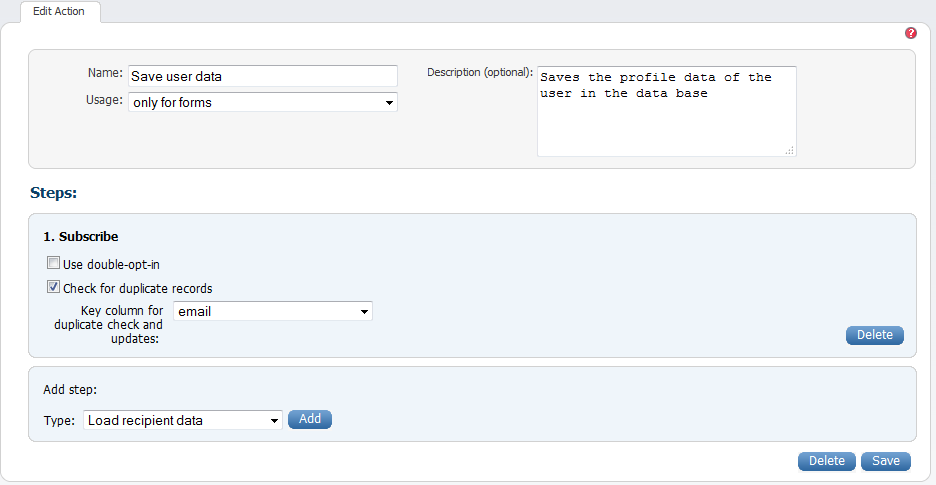 Edit Action
?
Name: Save user data
Description (optional): Saves the profile data of the
user in the data base
Usage: only for forms
Steps:
1. Subscribe
Use double-opt-in
Check for duplicate records
Key column for
duplicate check and
updates:
email
Delete
Add step:
Type: Load recipient data Add
Delete Save